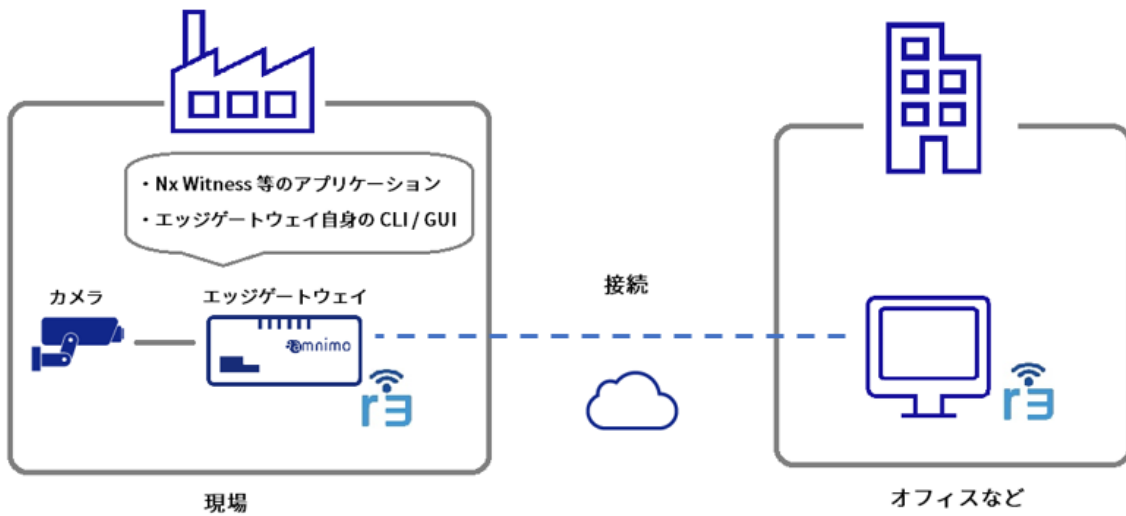 ・Nx Witness 等のアプリケーション
・エッジゲートウェイ自身の CLI / GUI
カメラ
エッジゲートウェイ
amnimo
r3
接続
r3
現場
オフィスなど